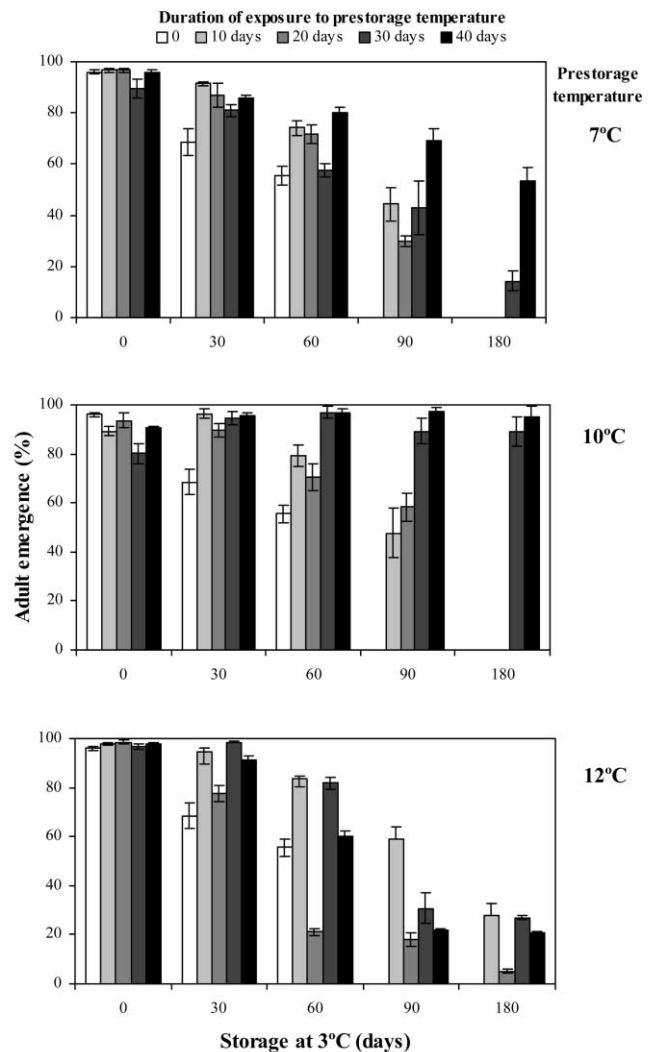 Duration of exposure to prestorage temperature
0 10 days 20 days 30 days 40 days
Prestorage
temperature
7ºC
100
80
60
40
20
0
0 30 60 90 180
10ºC
100
80
60
40
20
0
0 30 60 90 180
Adult emergence (%)
12ºC
100
80
60
40
20
0
0 30 60 90 180
Storage at 3ºC (days)